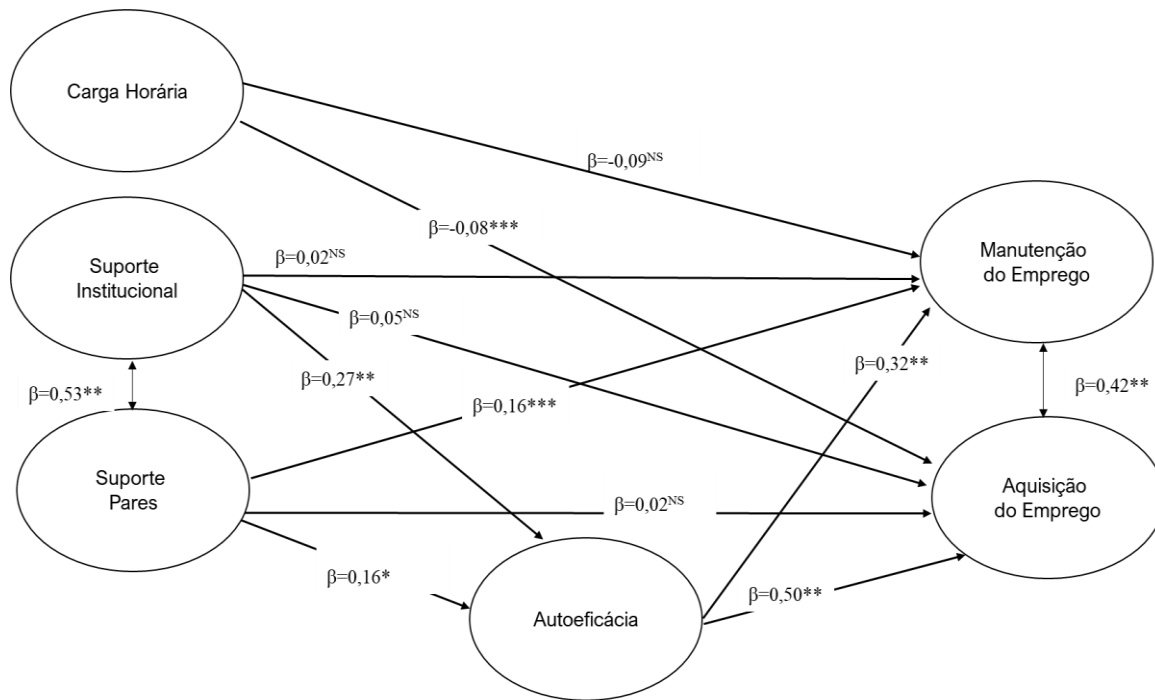 Carga Horária
β=-0,09NS
β=-0,08***
Suporte
Institucional
β=0,02NS
Manutenção
do Emprego
β=0,05NS
β=0,27**
β=0,32**
β=0,53**
β=0,16***
β=0,42**
Suporte
Pares
β=0,02NS
Aquisição
do Emprego
β=0,16*
β=0,50**
Autoeficácia